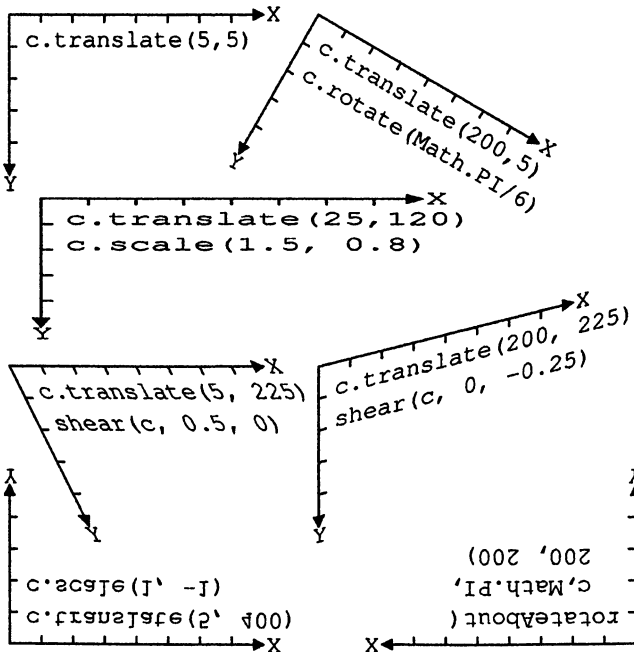 X
c.translate(5,5)
Y
c.translate(200,5)
c.rotate(Math.PI/6)
X
Y
X
c.translate(25,120)
c.scale(1.5, 0.8)
Y
X
c.translate(5, 225)
shear(c, 0.5, 0)
Y
X
c.translate(200, 225)
shear(c, 0, -0.25)
Y
Y
c.translate(5, 400)
c.scale(1, -1)
X
Y
rotateAbout(
c,Math.PI,
200, 200)
X